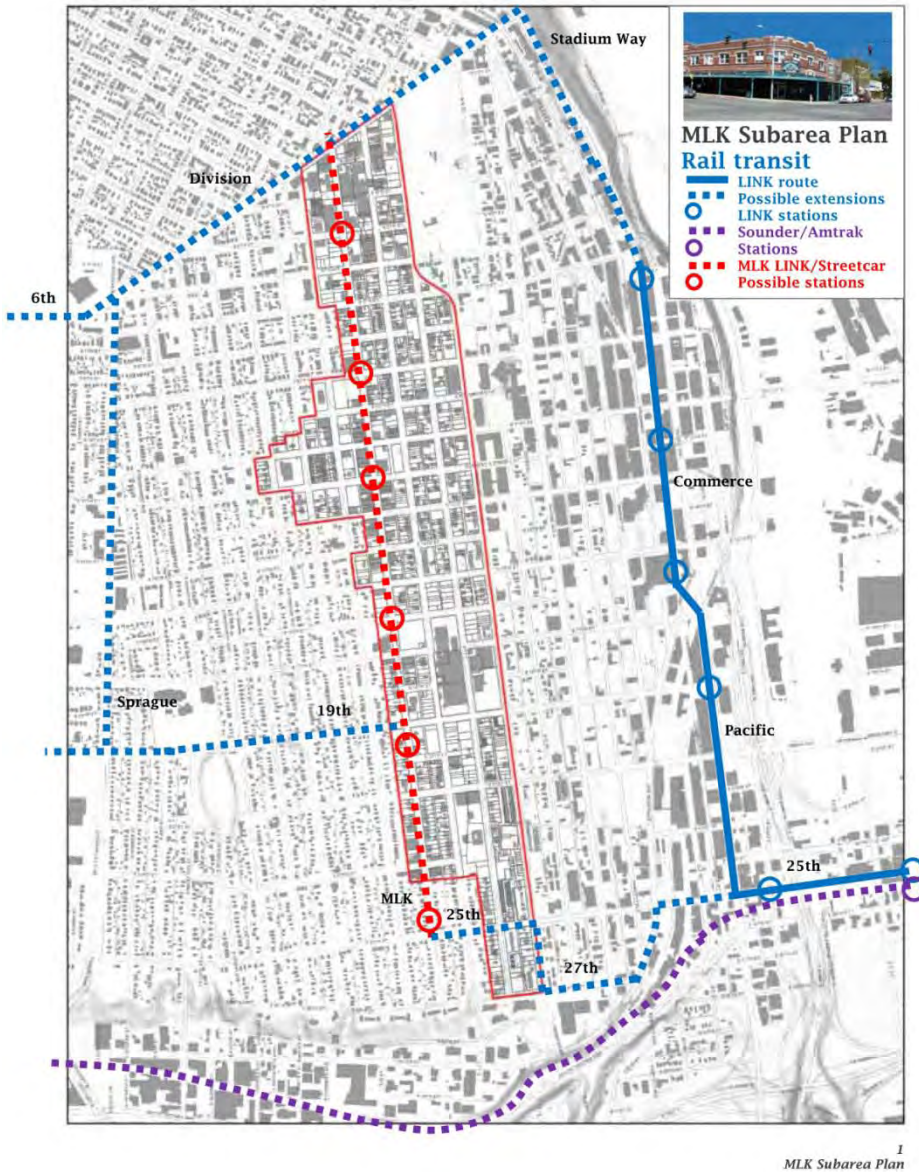 Stadium Way
MLK Subarea Plan
Rail transit
LINK route
Possible extensions
LINK stations
Sounder/Amtrak
Stations
MLK LINK/Streetcar
Possible stations
Division
6th
Commerce
Sprague
19th
Pacific
25th
MLK
25th
27th
1
MLK Subarea Plan